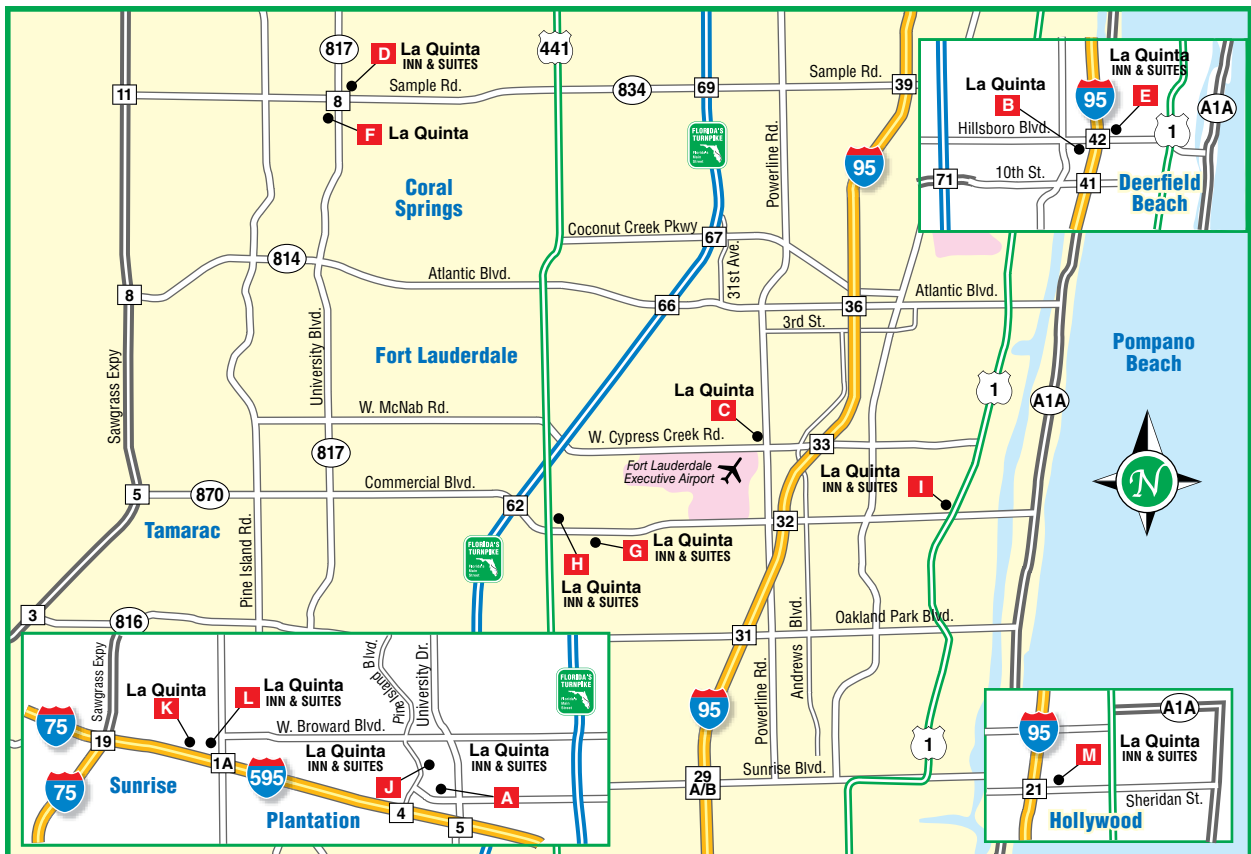 817
D
La Quinta
INN & SUITES
441
11
8
Sample Rd.
834
69
Sample Rd.
39
F
La Quinta
FLORIDA'S
TURNPIKE
Powerline Rd.
95
Coral
Springs
Coconut Creek Pkwy
67
31st Ave.
814
Atlantic Blvd.
8
66
36
Atlantic Blvd.
3rd St.
University Blvd.
Fort Lauderdale
Pompano
Beach
Sawgrass Expy
1
A1A
W. McNab Rd.
La Quinta
C
W. Cypress Creek Rd.
33
817
Fort Lauderdale
Executive Airport
La Quinta
INN & SUITES
I
N
5
870
Commercial Blvd.
62
32
Tamarac
Pine Island Rd.
FLORIDA'S
TURNPIKE
H
La Quinta
INN & SUITES
G
La Quinta
INN & SUITES
3
816
31
Oakland Park Blvd.
Andrews Blvd.
Powerline Rd.
95
1
29
A/B
Sunrise Blvd.
La Quinta
INN & SUITES
La Quinta
B
95
E
A1A
Hillsboro Blvd.
42
1
71
10th St.
41
Deerfield
Beach
Sawgrass Expy
La Quinta
K
L
La Quinta
INN & SUITES
Pine Island Blvd.
University Dr.
FLORIDA'S
TURNPIKE
75
19
W. Broward Blvd.
1A
595
La Quinta
INN & SUITES
La Quinta
INN & SUITES
75
Sunrise
J
A
Plantation
4
5
95
A1A
La Quinta
INN & SUITES
M
21
Sheridan St.
Hollywood